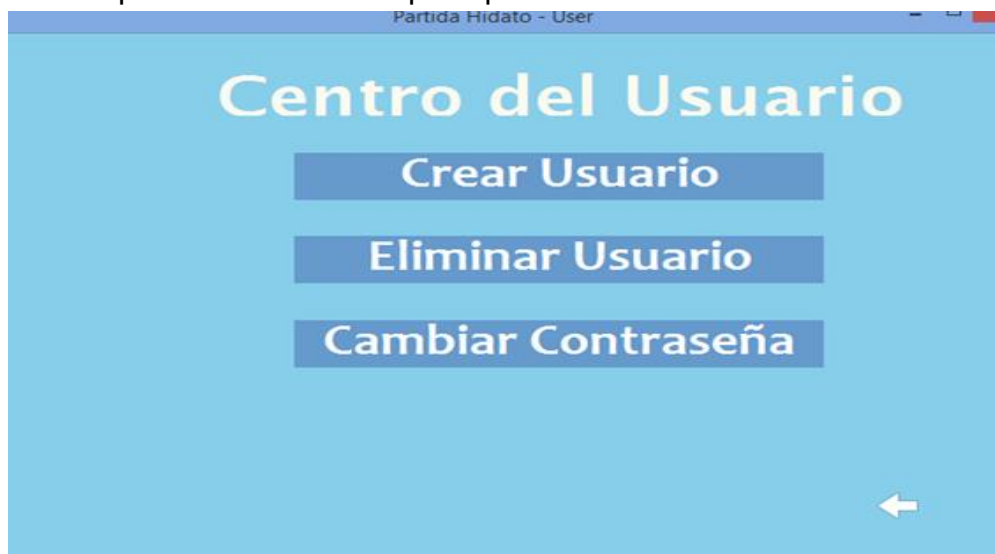 Partida Hidato - User
Centro del Usuario
Crear Usuario
Eliminar Usuario
Cambiar Contraseña